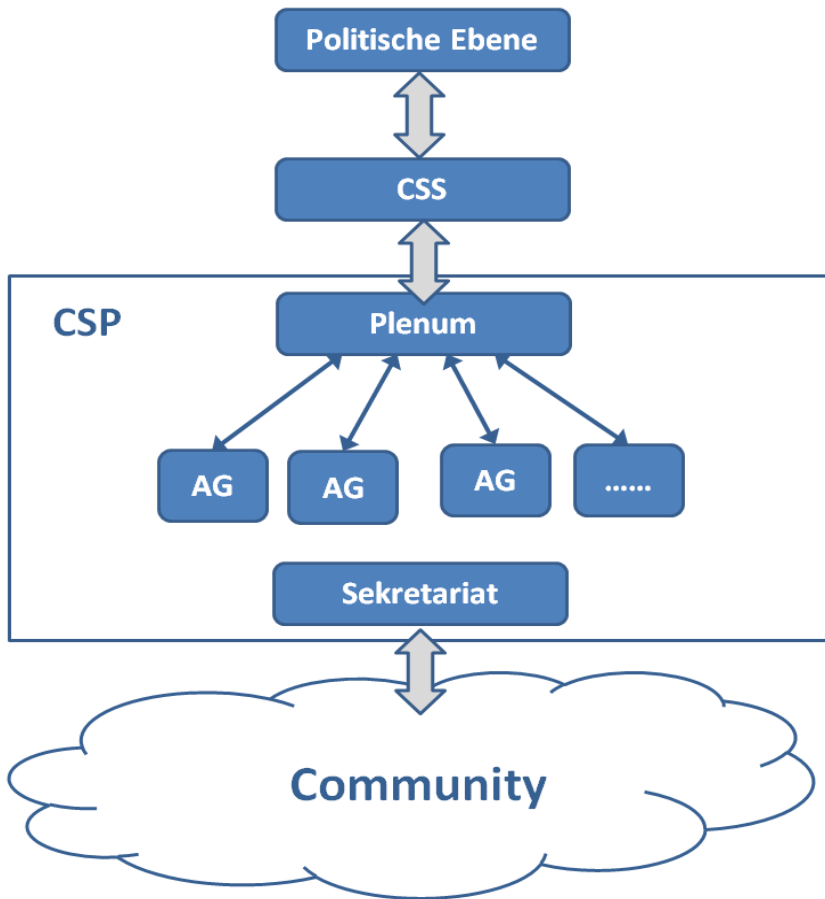 Politische Ebene
CSS
CSP
Plenum
AG
AG
AG
......
Sekretariat
Community